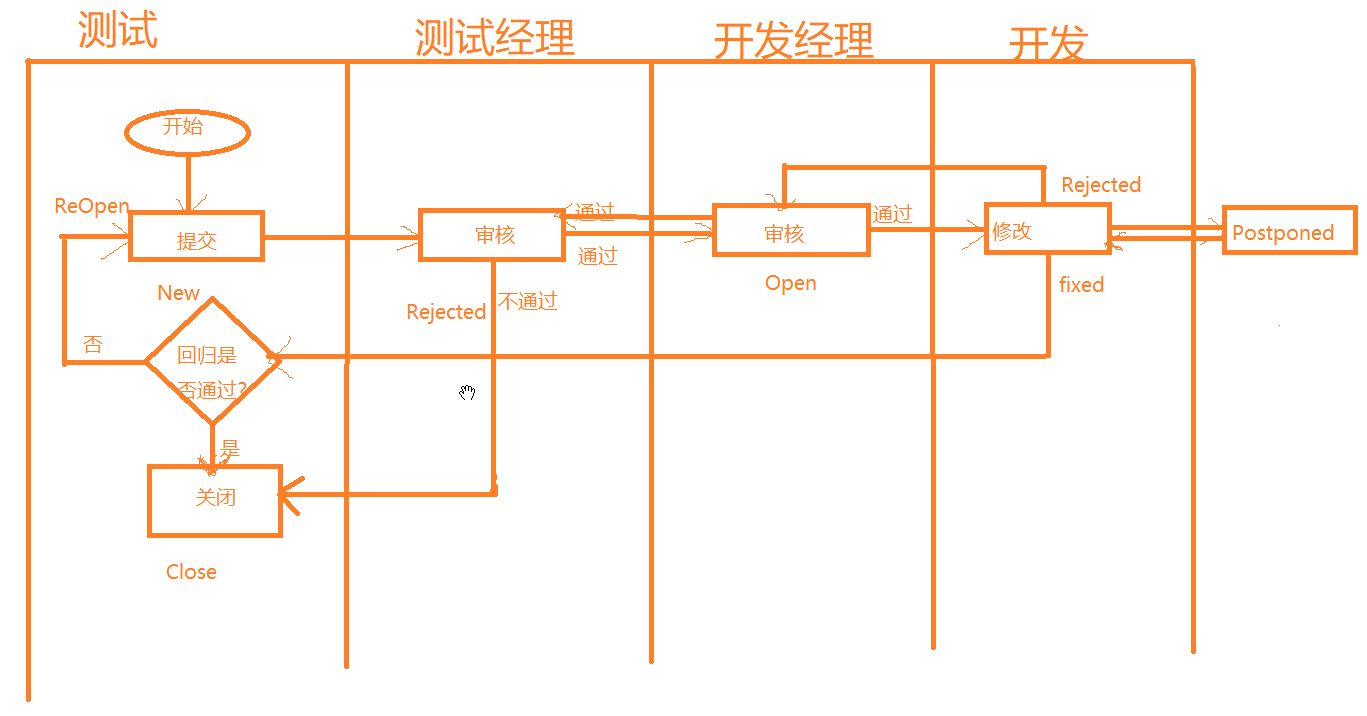 测试
测试经理
开发经理
开发
开始
ReOpen
提交
New
审核
通过
通过
审核
Open
通过
修改
Rejected
fixed
Postponed
Rejected
不通过
否
回归是
否通过?
是
关闭
Close